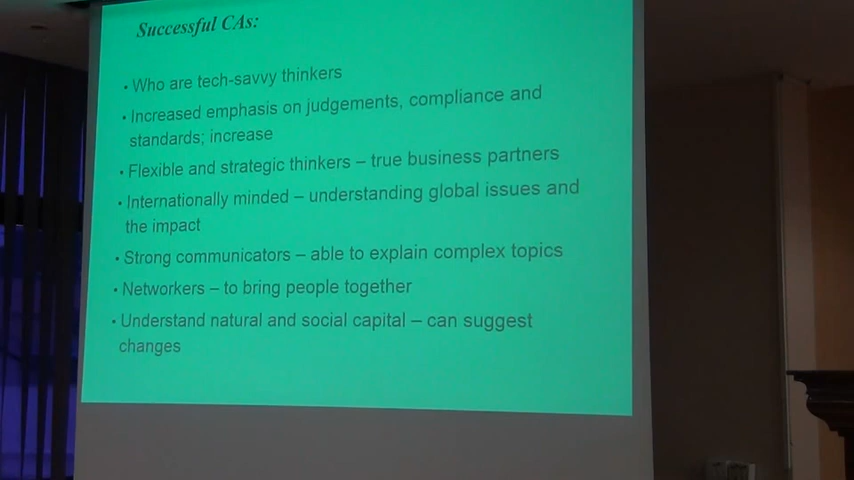 Successful CAs:
• Who are tech-savvy thinkers
• Increased emphasis on judgements, compliance and
standards; increase
• Flexible and strategic thinkers – true business partners
• Internationally minded – understanding global issues and
the impact
• Strong communicators – able to explain complex topics
• Networkers – to bring people together
• Understand natural and social capital – can suggest
changes